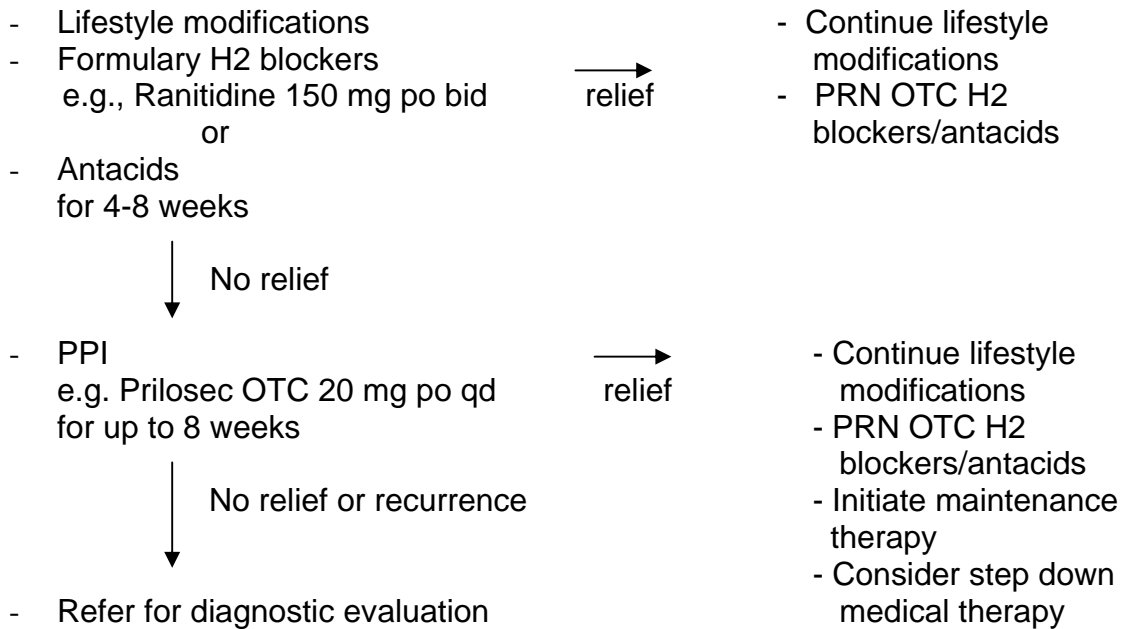 - Lifestyle modifications
- Formulary H2 blockers
e.g., Ranitidine 150 mg po bid
or
- Antacids
for 4-8 weeks
relief
- Continue lifestyle
modifications
- PRN OTC H2
blockers/antacids
No relief
- PPI
e.g. Prilosec OTC 20 mg po qd
for up to 8 weeks
relief
- Continue lifestyle
modifications
- PRN OTC H2
blockers/antacids
- Initiate maintenance
therapy
- Consider step down
medical therapy
No relief or recurrence
- Refer for diagnostic evaluation